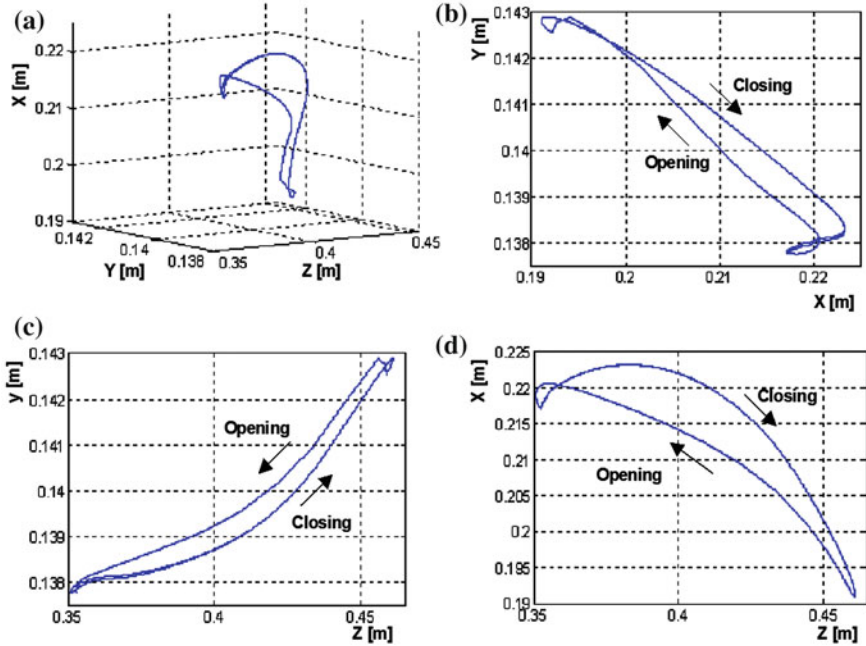 (a)
X [m]
0.22
0.21
0.2
0.19
0.142
0.14
0.138
Y [m]
0.35
0.4
0.45
Z [m]
(b)
Y [m]
0.143
0.142
0.141
0.14
0.139
0.138
Closing
Opening
0.19
0.2
0.21
0.22
X [m]
(c)
y [m]
0.143
0.142
0.141
0.14
0.139
0.138
Opening
Closing
0.35
0.4
0.45
Z [m]
(d)
X [m]
0.225
0.22
0.215
0.21
0.205
0.2
0.195
0.19
Closing
Opening
0.35
0.4
0.45
Z [m]